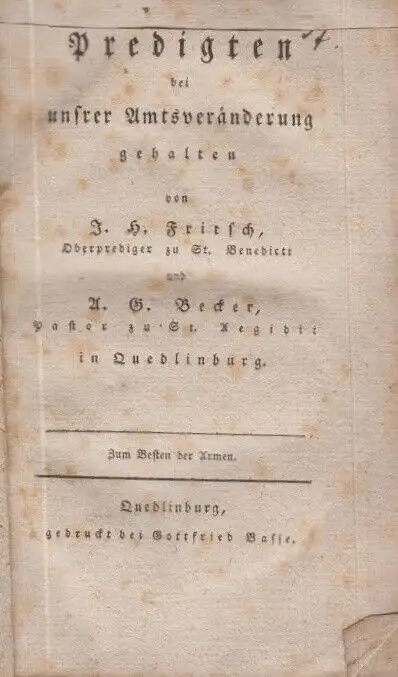 Predigten
bei
unsrer Amtsveränderung
gehalten
von
J. H. Fritsch,
Oberprediger zu St. Benedicti
und
A. G. Becker,
Pastor zu St. Aegidii
in Quedlinburg.
Zum Besten der Armen.
Quedlinburg,
gedruckt bei Gottfried Basse.